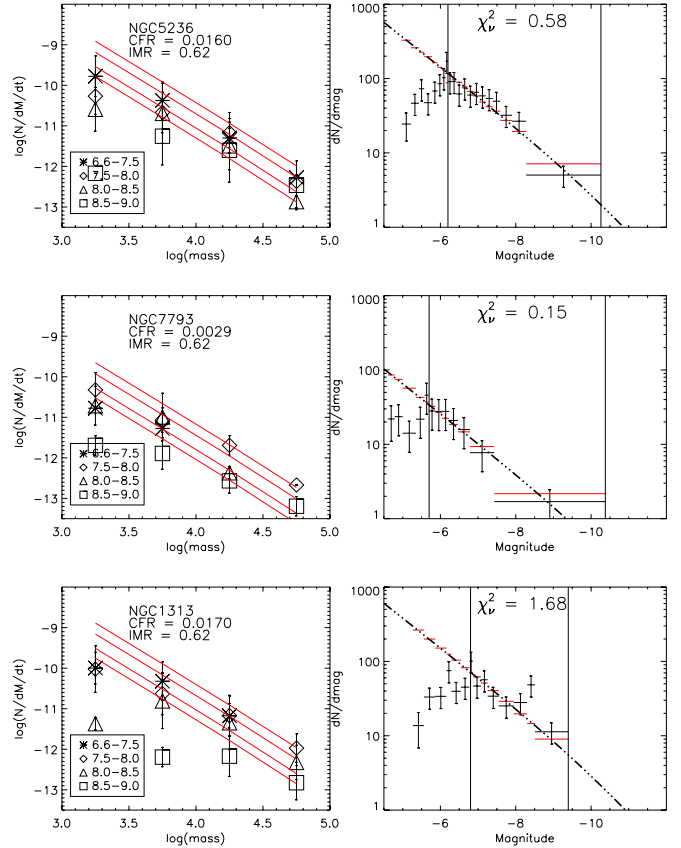 NGC5236
CFR = 0.0160
IMR = 0.62
log(N/dM/dt)
-9
-10
-11
-12
-13
6.6-7.5
7.5-8.0
8.0-8.5
8.5-9.0
3.0 3.5 4.0 4.5 5.0
log(mass)
χ²ν = 0.58
dN/dmag
1000
100
10
1
-6 -8 -10
Magnitude
NGC7793
CFR = 0.0029
IMR = 0.62
log(N/dM/dt)
-10
-11
-12
-13
6.6-7.5
7.5-8.0
8.0-8.5
8.5-9.0
3.0 3.5 4.0 4.5 5.0
log(mass)
χ²ν = 0.15
dN/dmag
1000
100
10
1
-6 -8 -10
Magnitude
NGC1313
CFR = 0.0170
IMR = 0.62
log(N/dM/dt)
-9
-10
-11
-12
-13
6.6-7.5
7.5-8.0
8.0-8.5
8.5-9.0
3.0 3.5 4.0 4.5 5.0
log(mass)
χ²ν = 1.68
dN/dmag
1000
100
10
1
-6 -8 -10
Magnitude